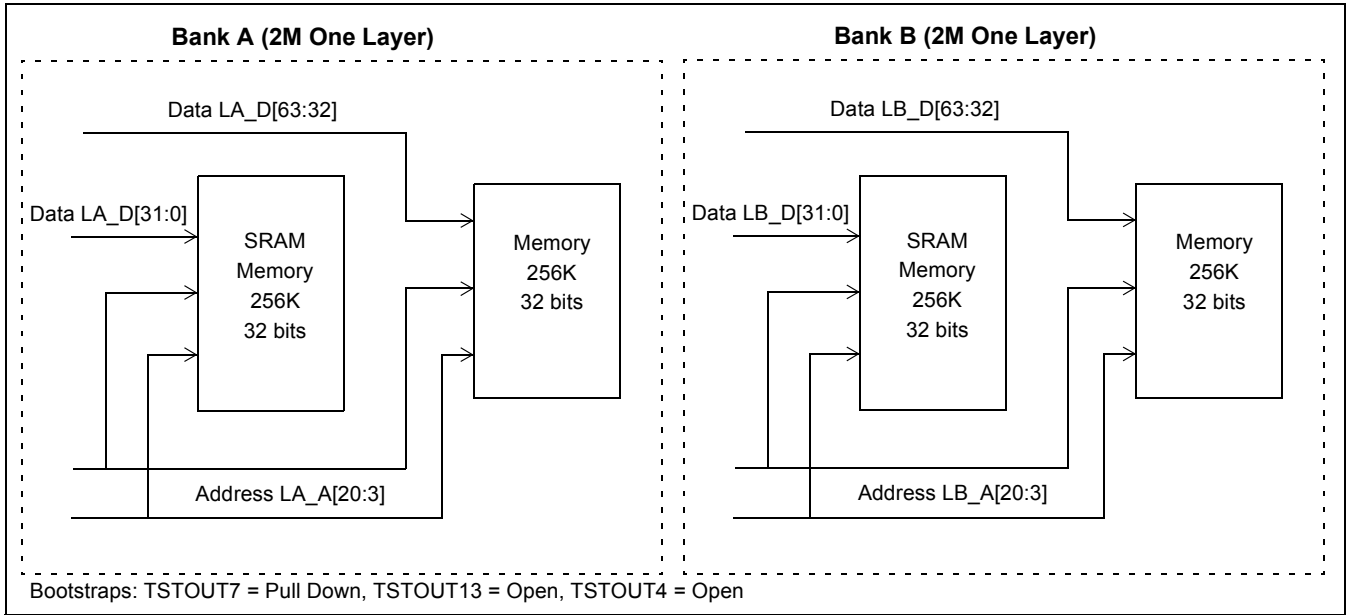 Bank A (2M One Layer)
Data LA_D[63:32]
Data LA_D[31:0]
SRAM
Memory
256K
32 bits
Memory
256K
32 bits
Address LA_A[20:3]
Bank B (2M One Layer)
Data LB_D[63:32]
Data LB_D[31:0]
SRAM
Memory
256K
32 bits
Memory
256K
32 bits
Address LB_A[20:3]
Bootstraps: TSTOUT7 = Pull Down, TSTOUT13 = Open, TSTOUT4 = Open